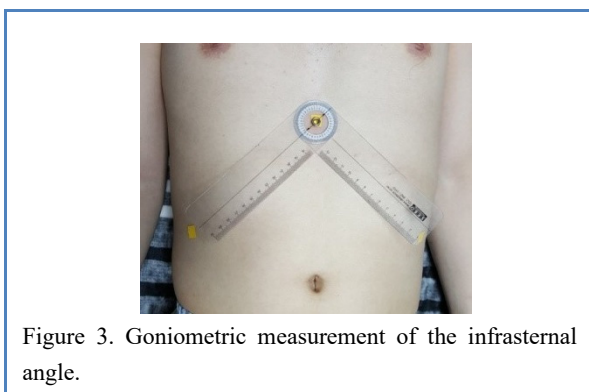 Figure 3. Goniometric measurement of the infrasternal
angle.